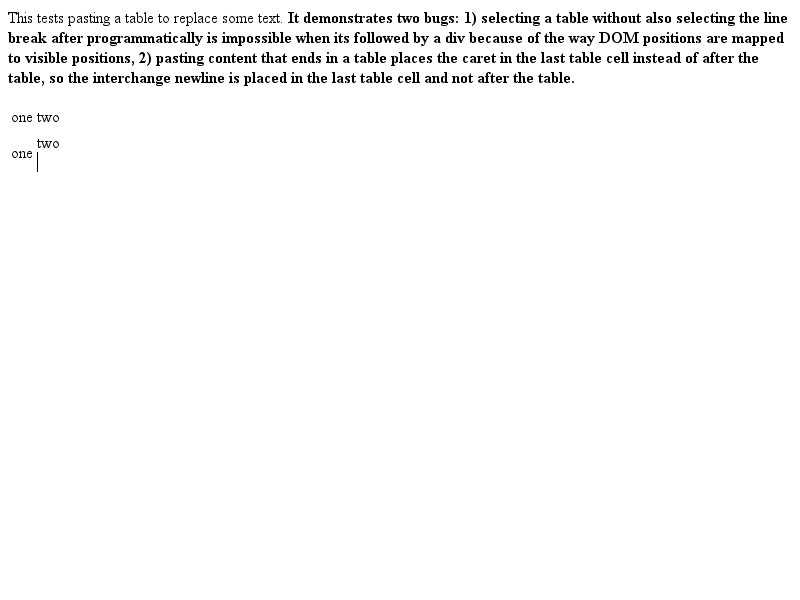 This tests pasting a table to replace some text. It demonstrates two bugs: 1) selecting a table without also selecting the line
break after programmatically is impossible when its followed by a div because of the way DOM positions are mapped
to visible positions, 2) pasting content that ends in a table places the caret in the last table cell instead of after the
table, so the interchange newline is placed in the last table cell and not after the table.
one two
two
one